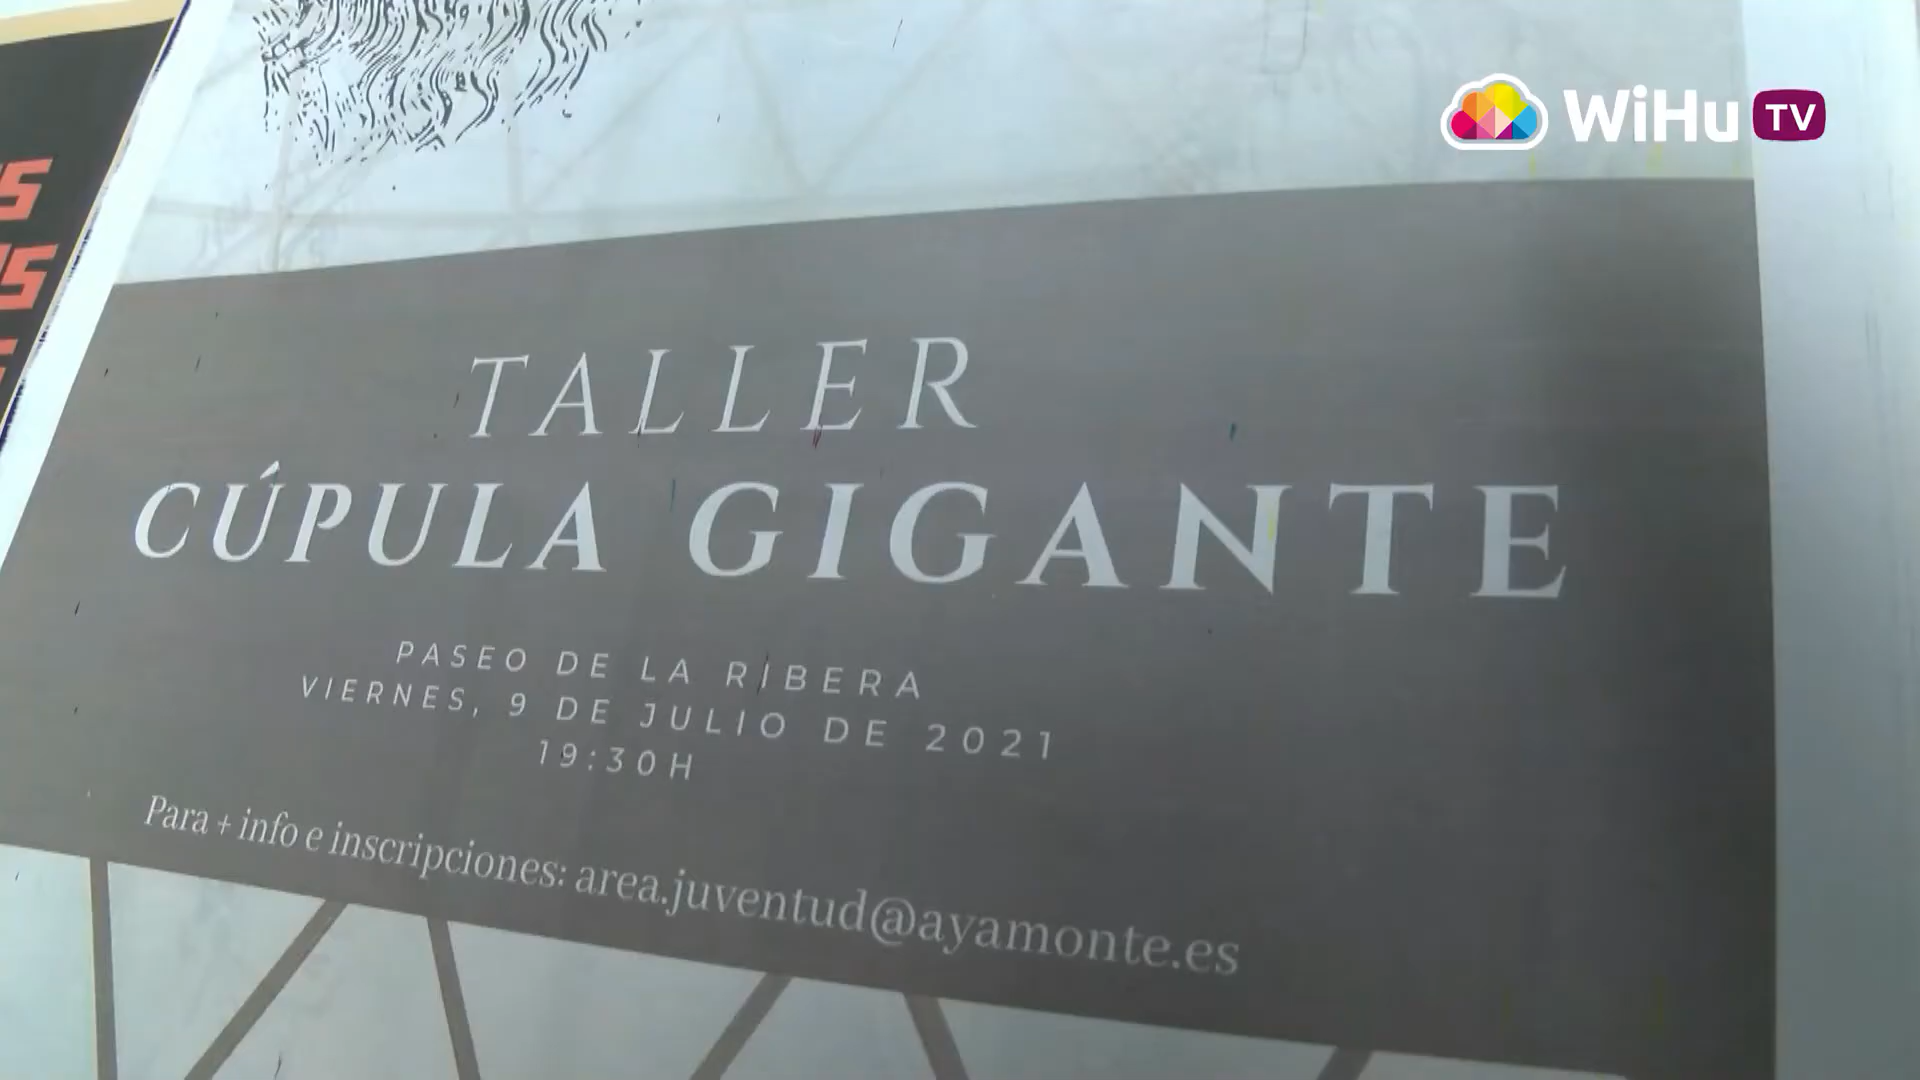 WiHu TV
TALLER
CÚPULA GIGANTE
PASEO DE LA RIBERA
VIERNES, 9 DE JULIO DE 2021
19:30H
Para + info e inscripciones: area.juventud@ayamonte.es